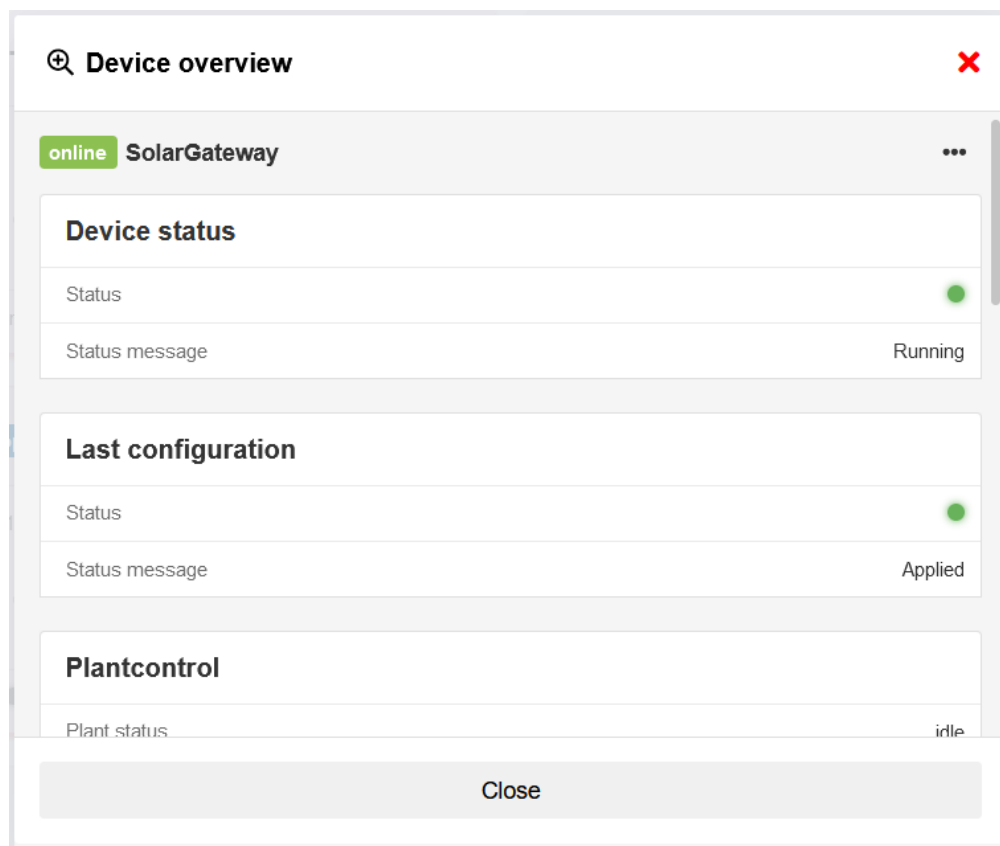 Device overview
online SolarGateway
Device status
Status
Status message Running
Last configuration
Status
Status message Applied
Plantcontrol
Plant status idle
Close